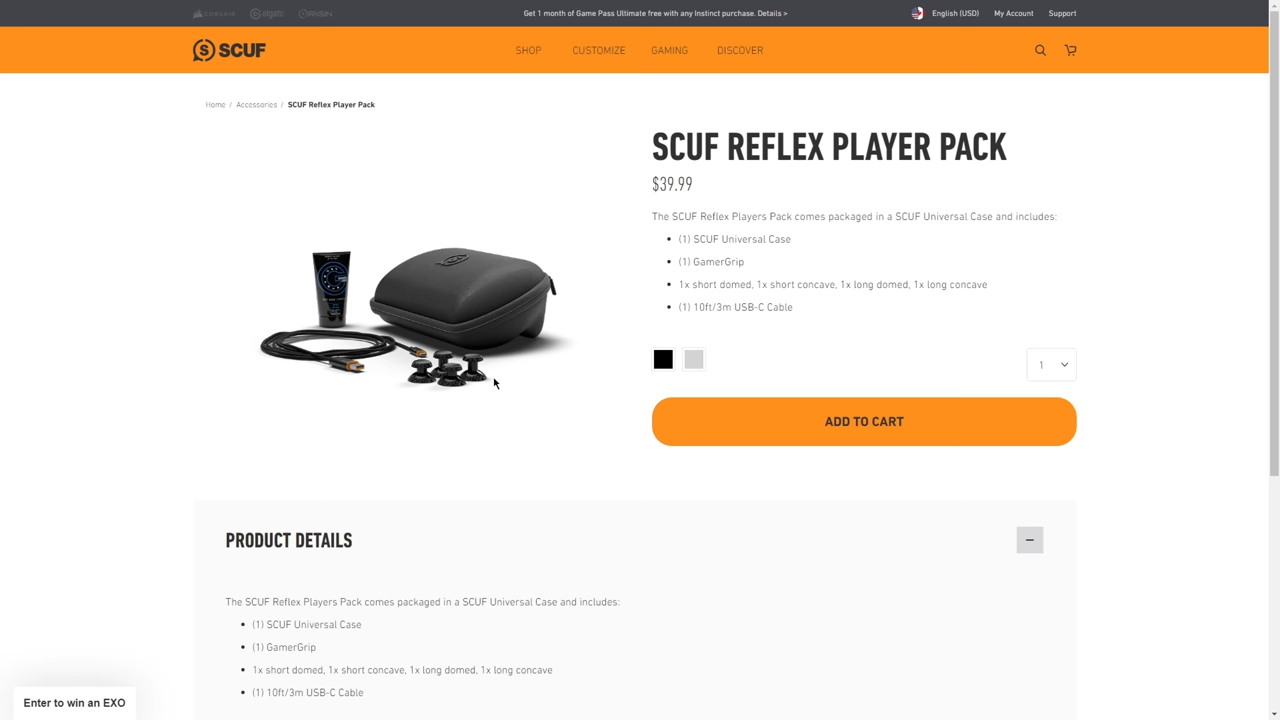 CORSAIR elgato ORIGIN
Get 1 month of Game Pass Ultimate free with any Instinct purchase. Details >
English (USD) My Account Support
SCUF
SHOP CUSTOMIZE GAMING DISCOVER
Home / Accessories / SCUF Reflex Player Pack
SCUF REFLEX PLAYER PACK
$39.99
The SCUF Reflex Players Pack comes packaged in a SCUF Universal Case and includes:
• (1) SCUF Universal Case
• (1) GamerGrip
• 1x short domed, 1x short concave, 1x long domed, 1x long concave
• (1) 10ft/3m USB-C Cable
1
ADD TO CART
PRODUCT DETAILS
The SCUF Reflex Players Pack comes packaged in a SCUF Universal Case and includes:
• (1) SCUF Universal Case
• (1) GamerGrip
• 1x short domed, 1x short concave, 1x long domed, 1x long concave
• (1) 10ft/3m USB-C Cable
Enter to win an EXO